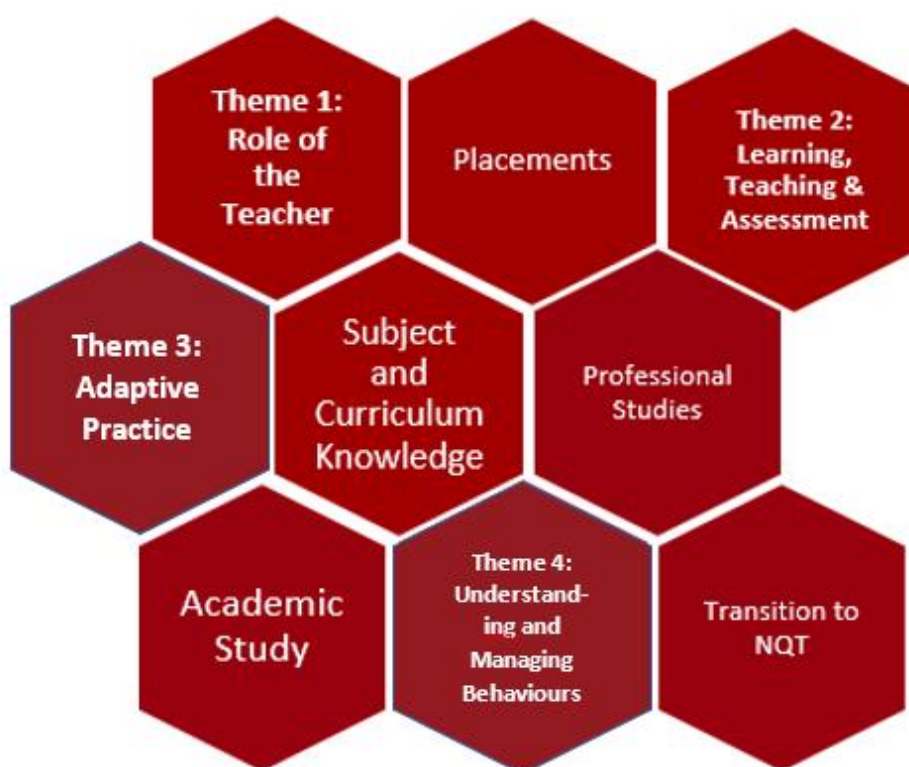 Theme 1:
Role of
the
Teacher
Placements
Theme 2:
Learning,
Teaching &
Assessment
Theme 3:
Adaptive
Practice
Subject
and
Curriculum
Knowledge
Professional
Studies
Academic
Study
Theme 4:
Understand-
ing and
Managing
Behaviours
Transition to
NQT